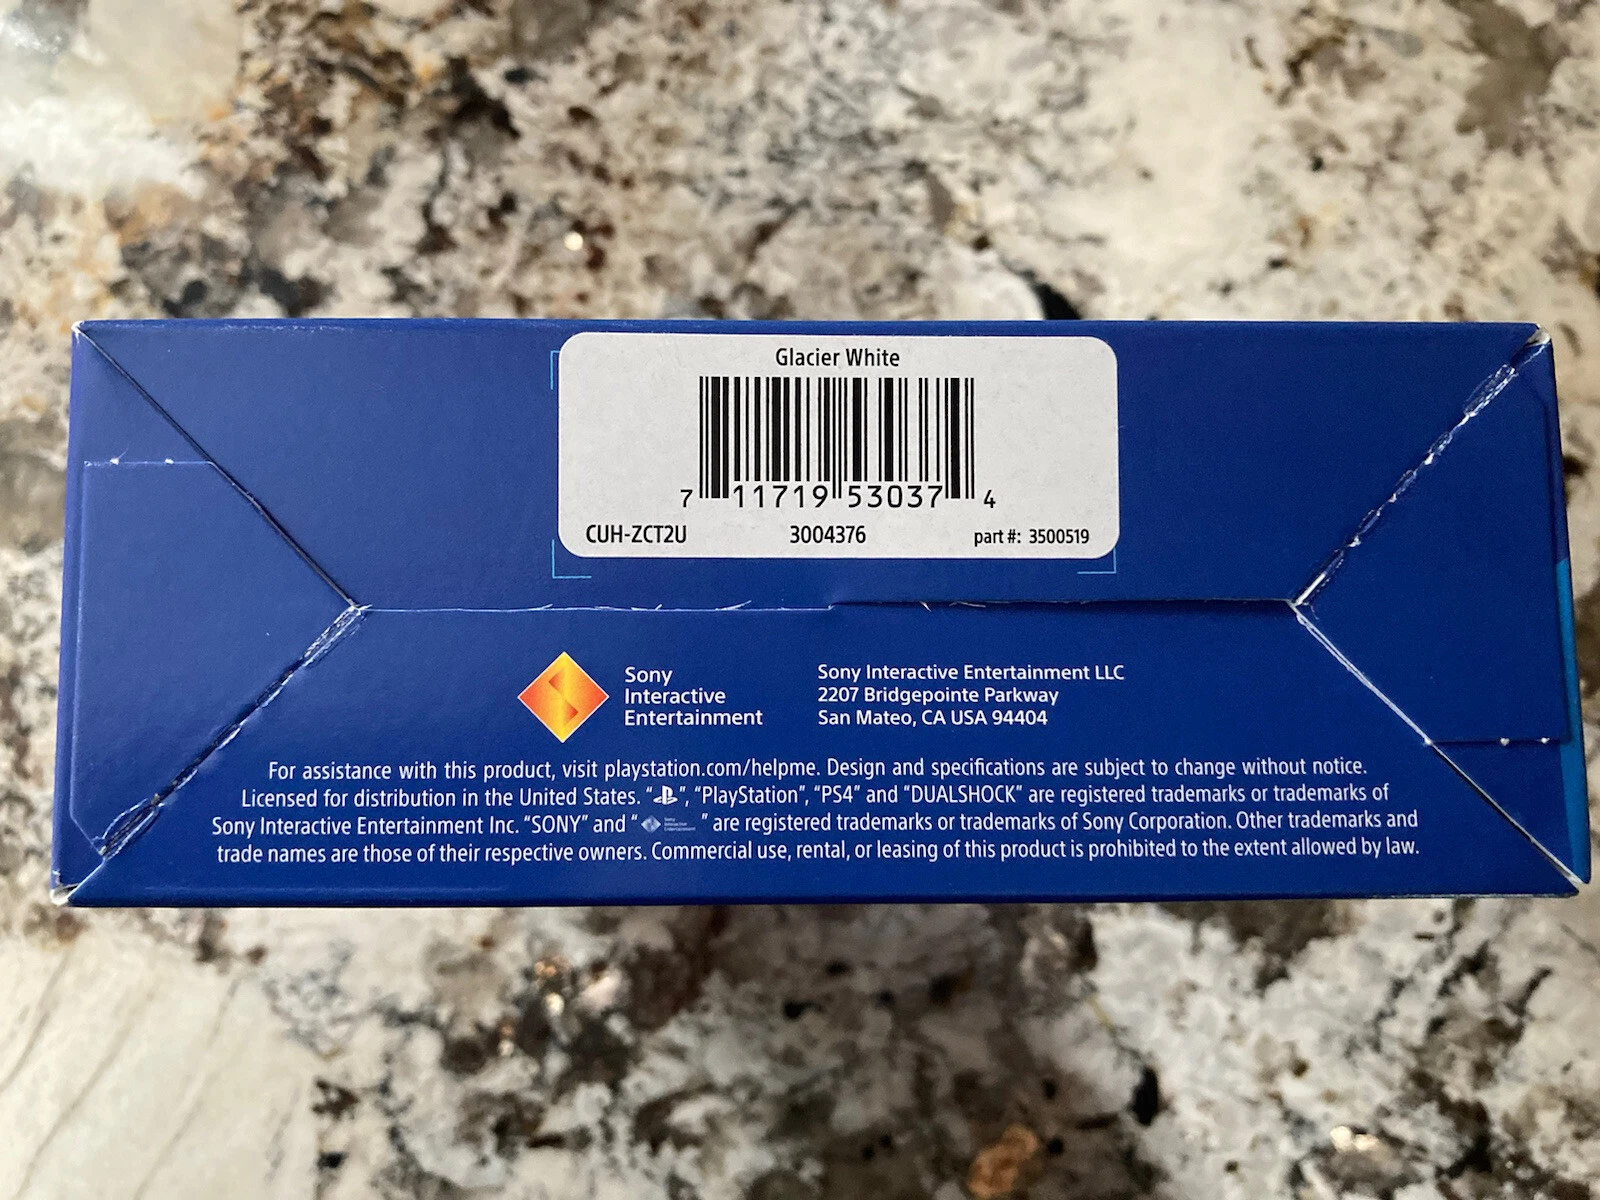 Glacier White
7 11719 53037 4
CUH-ZCT2U 3004376 part #: 3500519
Sony
Interactive
Entertainment
Sony Interactive Entertainment LLC
2207 Bridgepointe Parkway
San Mateo, CA USA 94404
For assistance with this product, visit playstation.com/helpme. Design and specifications are subject to change without notice.
Licensed for distribution in the United States. “ ”, “PlayStation”, “PS4” and “DUALSHOCK” are registered trademarks or trademarks of
Sony Interactive Entertainment Inc. “SONY” and “ Sony Interactive Entertainment ” are registered trademarks or trademarks of Sony Corporation. Other trademarks and
trade names are those of their respective owners. Commercial use, rental, or leasing of this product is prohibited to the extent allowed by law.